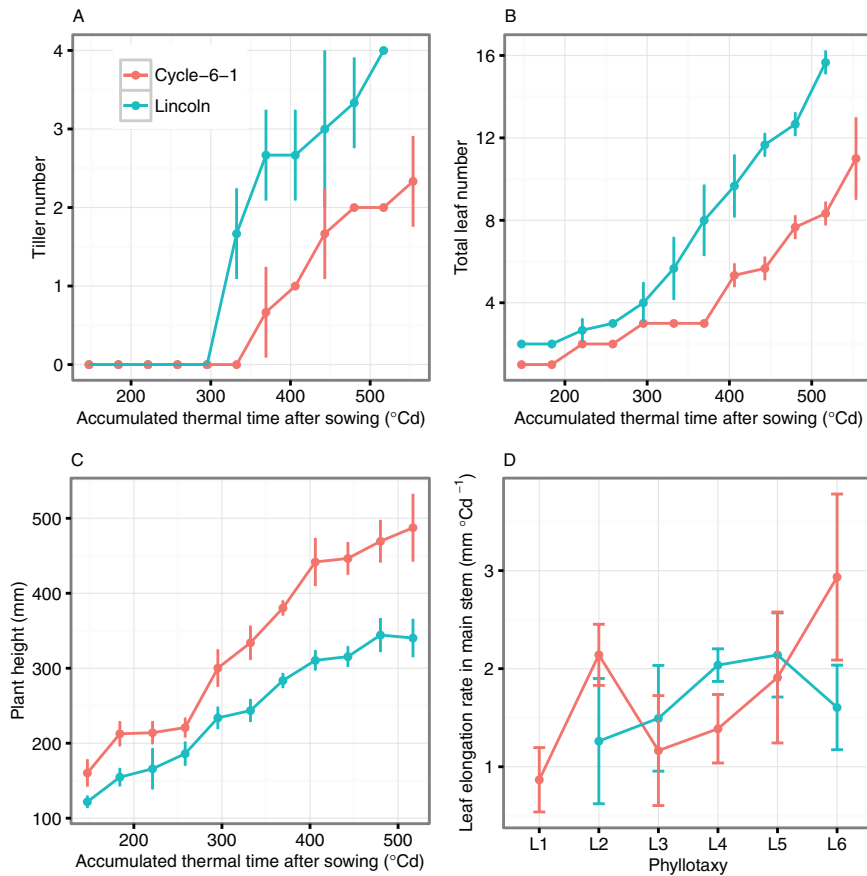 A
Tiller number
4
3
2
1
0
Cycle−6−1
Lincoln
200 300 400 500
Accumulated thermal time after sowing (°Cd)
B
Total leaf number
16
12
8
4
200 300 400 500
Accumulated thermal time after sowing (°Cd)
C
Plant height (mm)
500
400
300
200
100
200 300 400 500
Accumulated thermal time after sowing (°Cd)
D
Leaf elongation rate in main stem (mm °Cd⁻¹)
3
2
1
L1 L2 L3 L4 L5 L6
Phyllotaxy